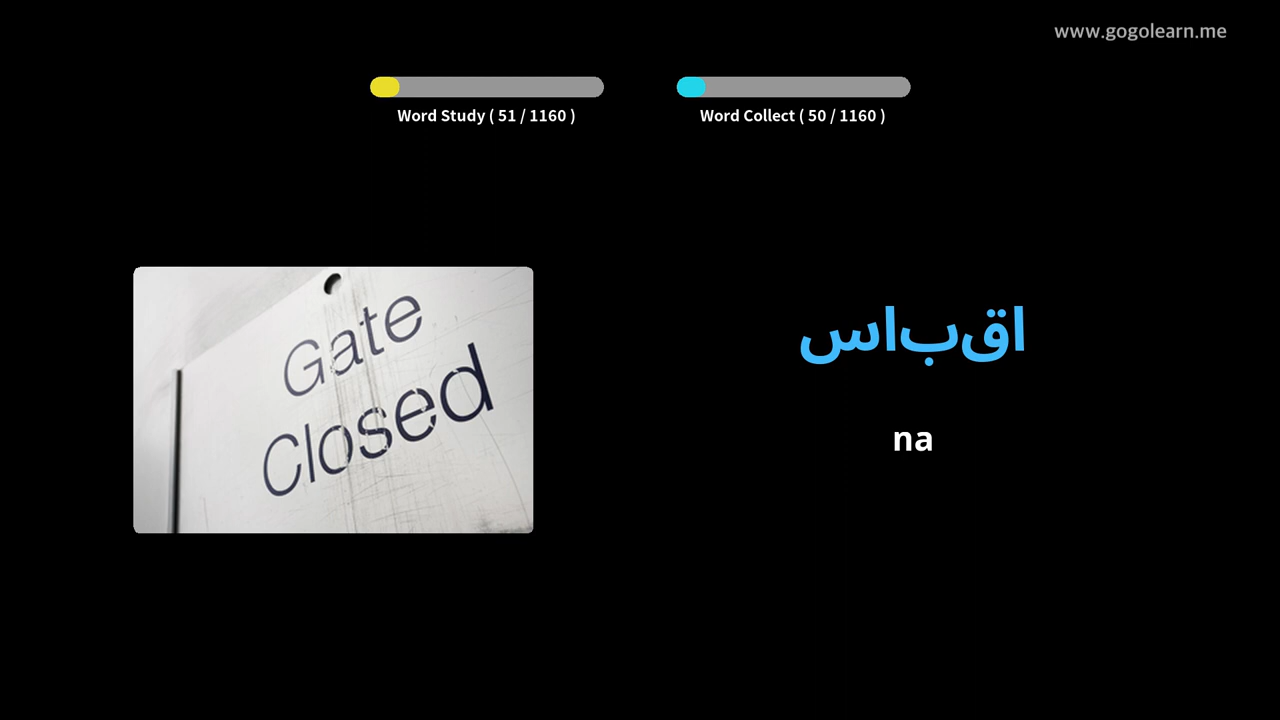 www.gogolearn.me
Word Study ( 51 / 1160 )
Word Collect ( 50 / 1160 )
Gate
Closed
اقباس
na